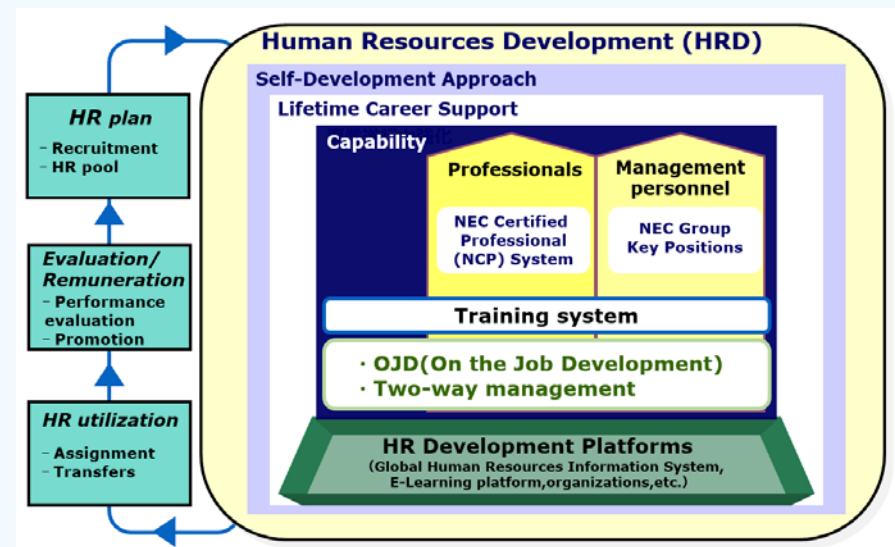 Human Resources Development (HRD)
Self-Development Approach
Lifetime Career Support
HR plan
- Recruitment
- HR pool
Evaluation/
Remuneration
- Performance
evaluation
- Promotion
HR utilization
- Assignment
- Transfers
Capability
Professionals
NEC Certified
Professional
(NCP) System
Management
personnel
NEC Group
Key Positions
Training system
· OJD(On the Job Development)
· Two-way management
HR Development Platforms
(Global Human Resources Information System,
E-Learning platform,organizations,etc.)